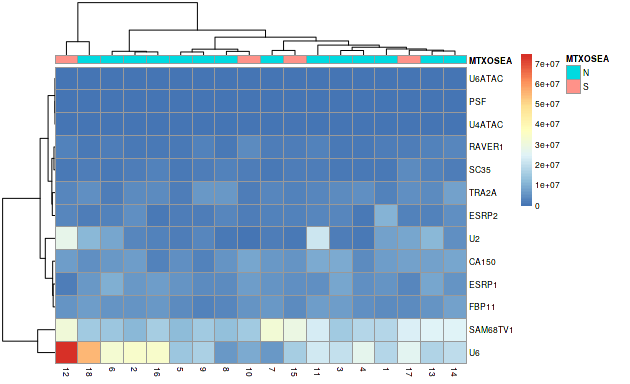 MTXOSEA
MTXOSEA
N
S
7e+07
6e+07
5e+07
4e+07
3e+07
2e+07
1e+07
0
U6ATAC
PSF
U4ATAC
RAVER1
SC35
TRA2A
ESRP2
U2
CA150
ESRP1
FBP11
SAM68TV1
U6
12 18 6 2 16 5 9 8 10 7 15 11 3 4 1 17 13 14